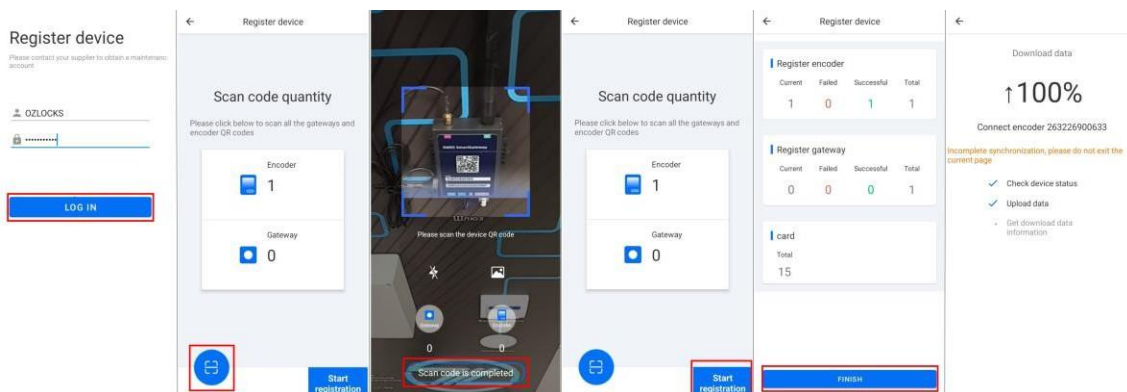 Register device
Please contact your supplier to obtain a maintenanc
account
OZLOCKS
LOG IN
Register device
Scan code quantity
Please click below to scan all the gateways and
encoder QR codes
Encoder
1
Gateway
0
Start
registration
Please scan the device QR code
Gateway
Encoder
0
0
Scan code is completed
Register device
Scan code quantity
Please click below to scan all the gateways and
encoder QR codes
Encoder
1
Gateway
0
Start
registration
Register device
Register encoder
Current Failed Successful Total
1 0 1 1
Register gateway
Current Failed Successful Total
0 0 0 1
card
Total
15
FINISH
Download data
↑100%
Connect encoder 263226900633
Incomplete synchronization, please do not exit the
current page
Check device status
Upload data
Get download data
information